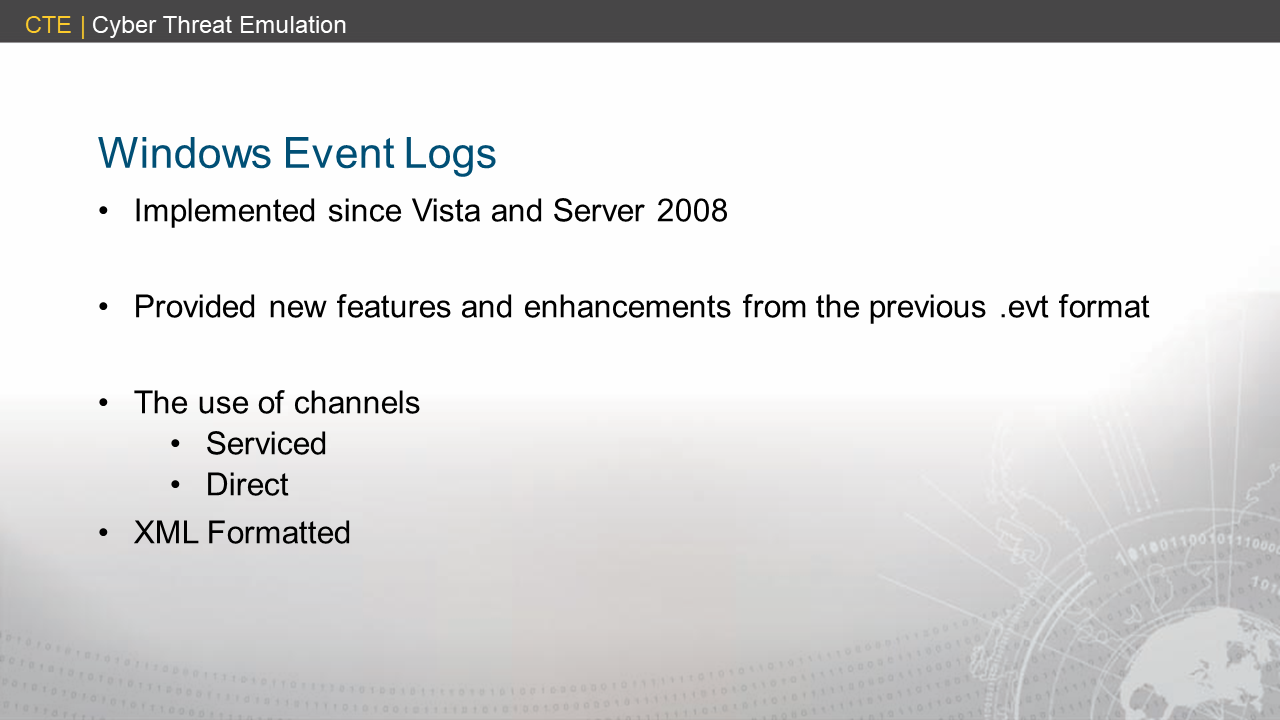 CTE | Cyber Threat Emulation
Windows Event Logs
• Implemented since Vista and Server 2008
• Provided new features and enhancements from the previous .evt format
• The use of channels
• Serviced
• Direct
• XML Formatted